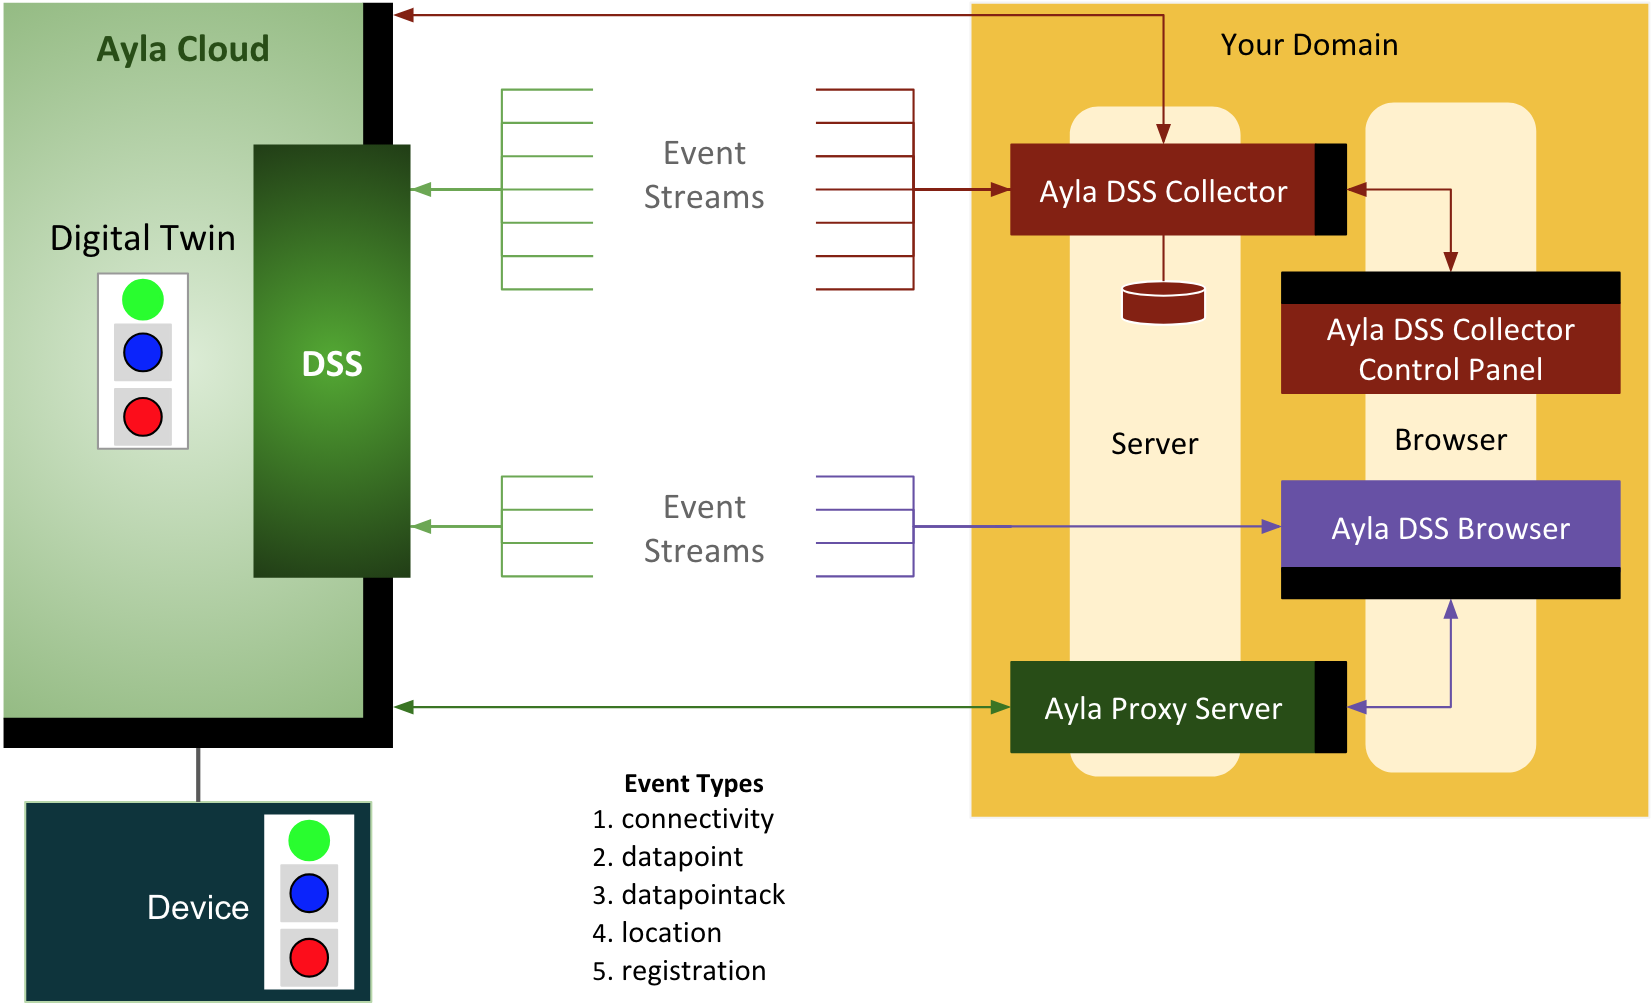 Ayla Cloud
Your Domain
Event
Streams
Ayla DSS Collector
Digital Twin
DSS
Ayla DSS Collector
Control Panel
Server
Browser
Event
Streams
Ayla DSS Browser
Ayla Proxy Server
Event Types
1. connectivity
2. datapoint
3. datapointack
4. location
5. registration
Device